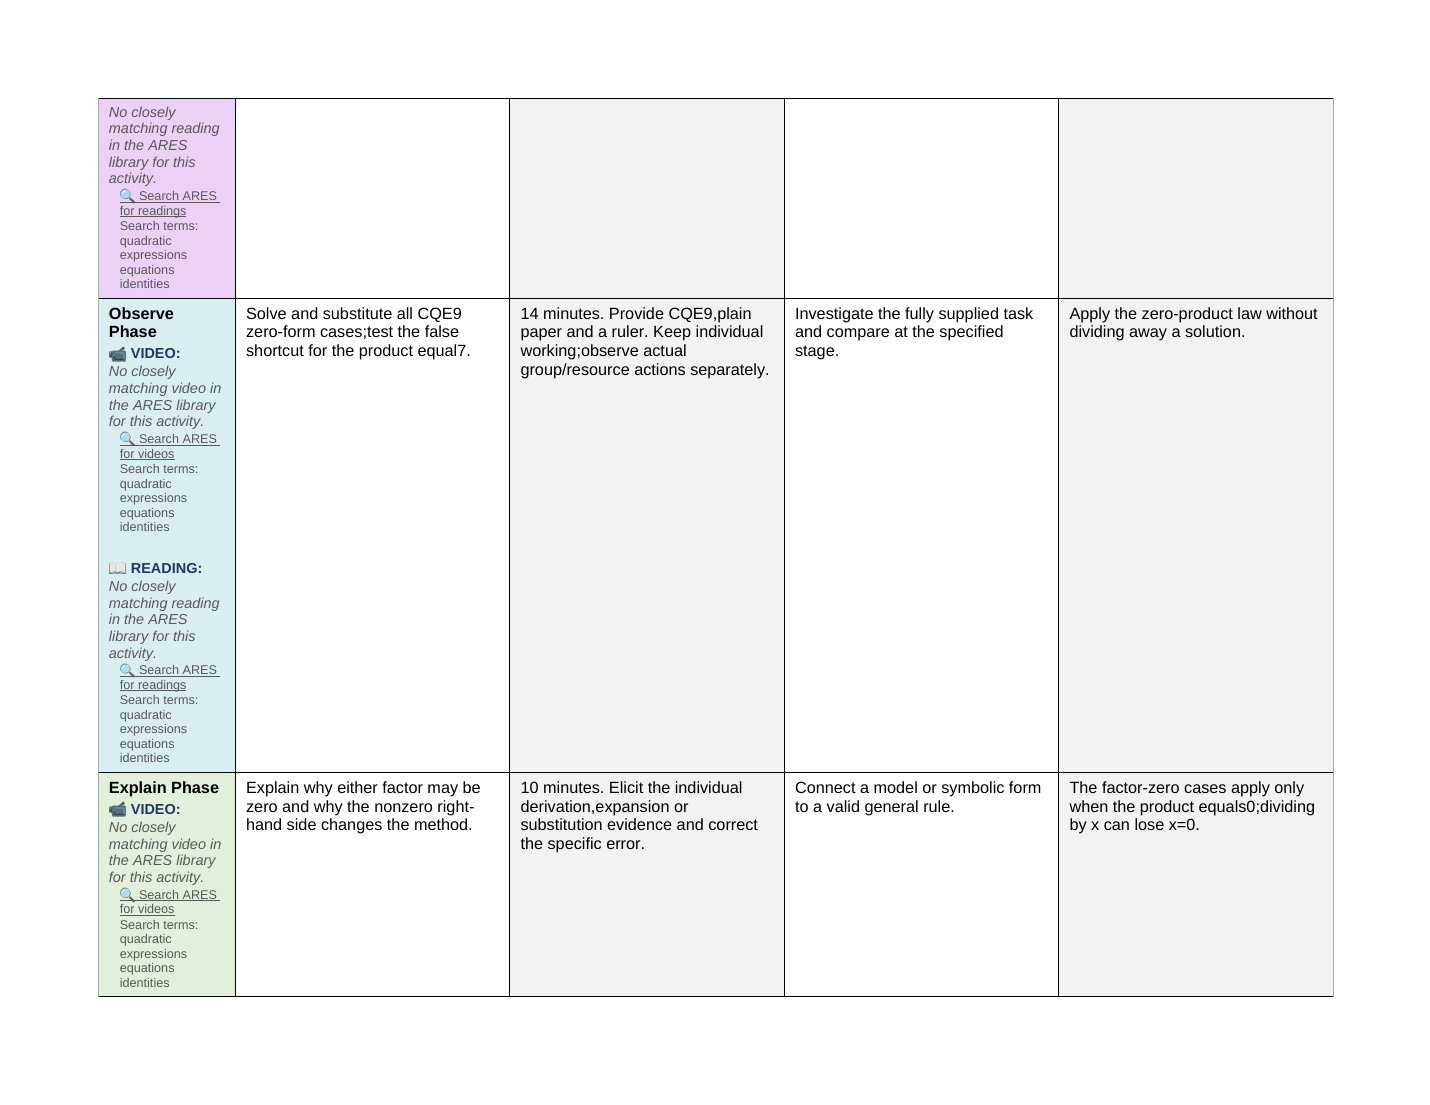 No closely
matching reading
in the ARES
library for this
activity.
🔍 Search ARES
for readings
Search terms:
quadratic
expressions
equations
identities
Observe
Phase
📹 VIDEO:
No closely
matching video in
the ARES library
for this activity.
🔍 Search ARES
for videos
Search terms:
quadratic
expressions
equations
identities
📖 READING:
No closely
matching reading
in the ARES
library for this
activity.
🔍 Search ARES
for readings
Search terms:
quadratic
expressions
equations
identities
Solve and substitute all CQE9
zero-form cases;test the false
shortcut for the product equal7.
14 minutes. Provide CQE9,plain
paper and a ruler. Keep individual
working;observe actual
group/resource actions separately.
Investigate the fully supplied task
and compare at the specified
stage.
Apply the zero-product law without
dividing away a solution.
Explain Phase
📹 VIDEO:
No closely
matching video in
the ARES library
for this activity.
🔍 Search ARES
for videos
Search terms:
quadratic
expressions
equations
identities
Explain why either factor may be
zero and why the nonzero right-
hand side changes the method.
10 minutes. Elicit the individual
derivation,expansion or
substitution evidence and correct
the specific error.
Connect a model or symbolic form
to a valid general rule.
The factor-zero cases apply only
when the product equals0;dividing
by x can lose x=0.